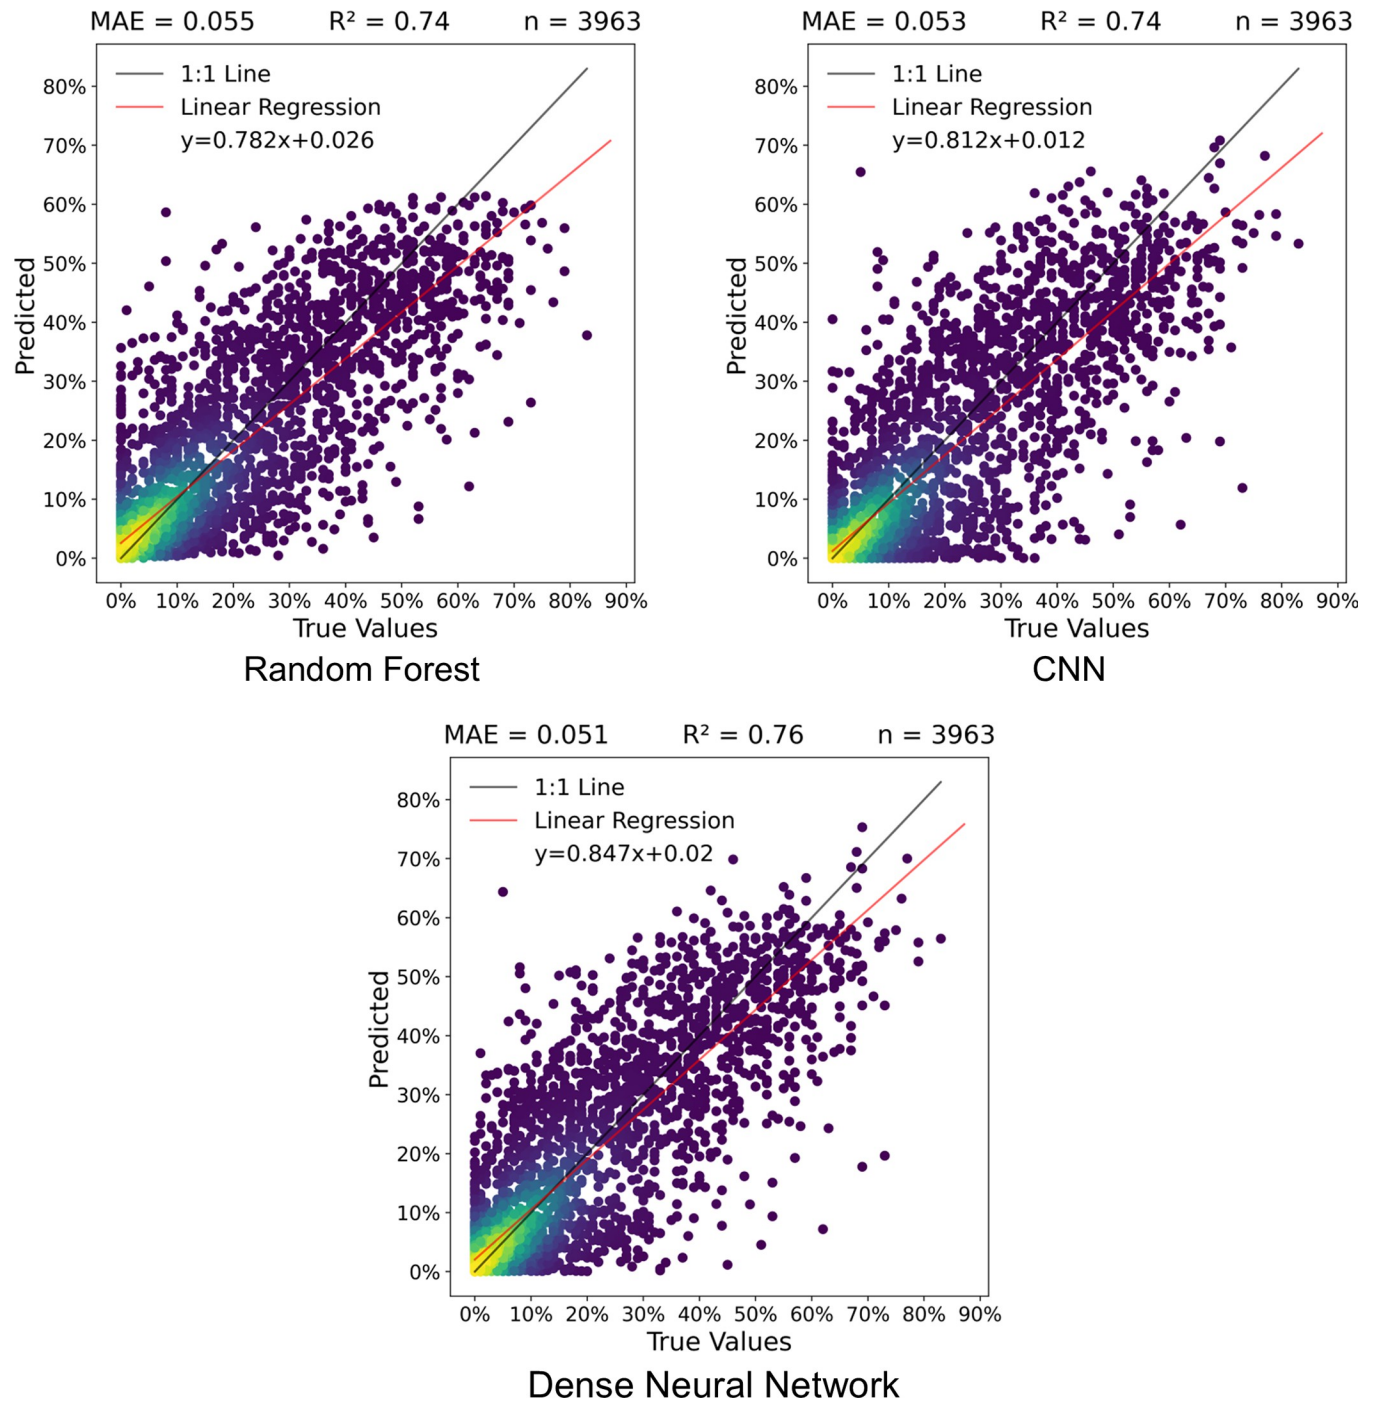 MAE = 0.055 R² = 0.74 n = 3963
1:1 Line
Linear Regression
y=0.782x+0.026
80%
70%
60%
50%
40%
30%
20%
10%
0%
Predicted
0% 10% 20% 30% 40% 50% 60% 70% 80% 90%
True Values
Random Forest
MAE = 0.053 R² = 0.74 n = 3963
1:1 Line
Linear Regression
y=0.812x+0.012
80%
70%
60%
50%
40%
30%
20%
10%
0%
Predicted
0% 10% 20% 30% 40% 50% 60% 70% 80% 90%
True Values
CNN
MAE = 0.051 R² = 0.76 n = 3963
1:1 Line
Linear Regression
y=0.847x+0.02
80%
70%
60%
50%
40%
30%
20%
10%
0%
Predicted
0% 10% 20% 30% 40% 50% 60% 70% 80% 90%
True Values
Dense Neural Network